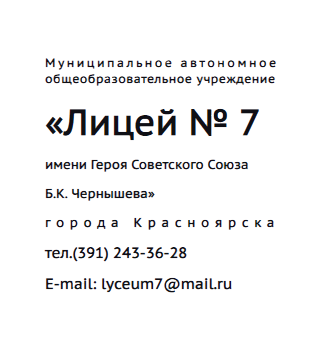 Муниципальное автономное
общеобразовательное учреждение
«Лицей № 7
имени Героя Советского Союза
Б.К. Чернышева»
города Красноярска
тел.(391) 243-36-28
E-mail: lyceum7@mail.ru